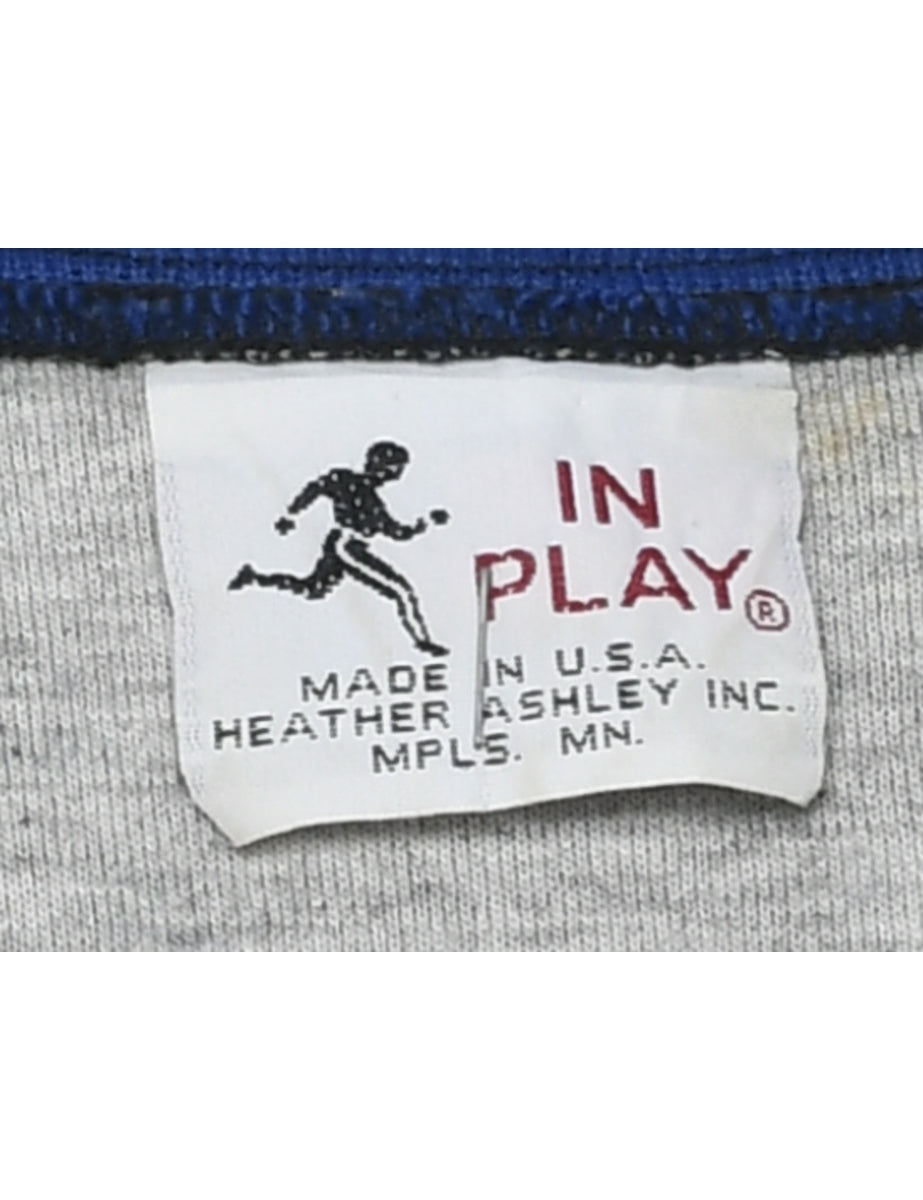 IN
PLAY®
MADE IN U.S.A.
HEATHER ASHLEY INC.
MPLS. MN.